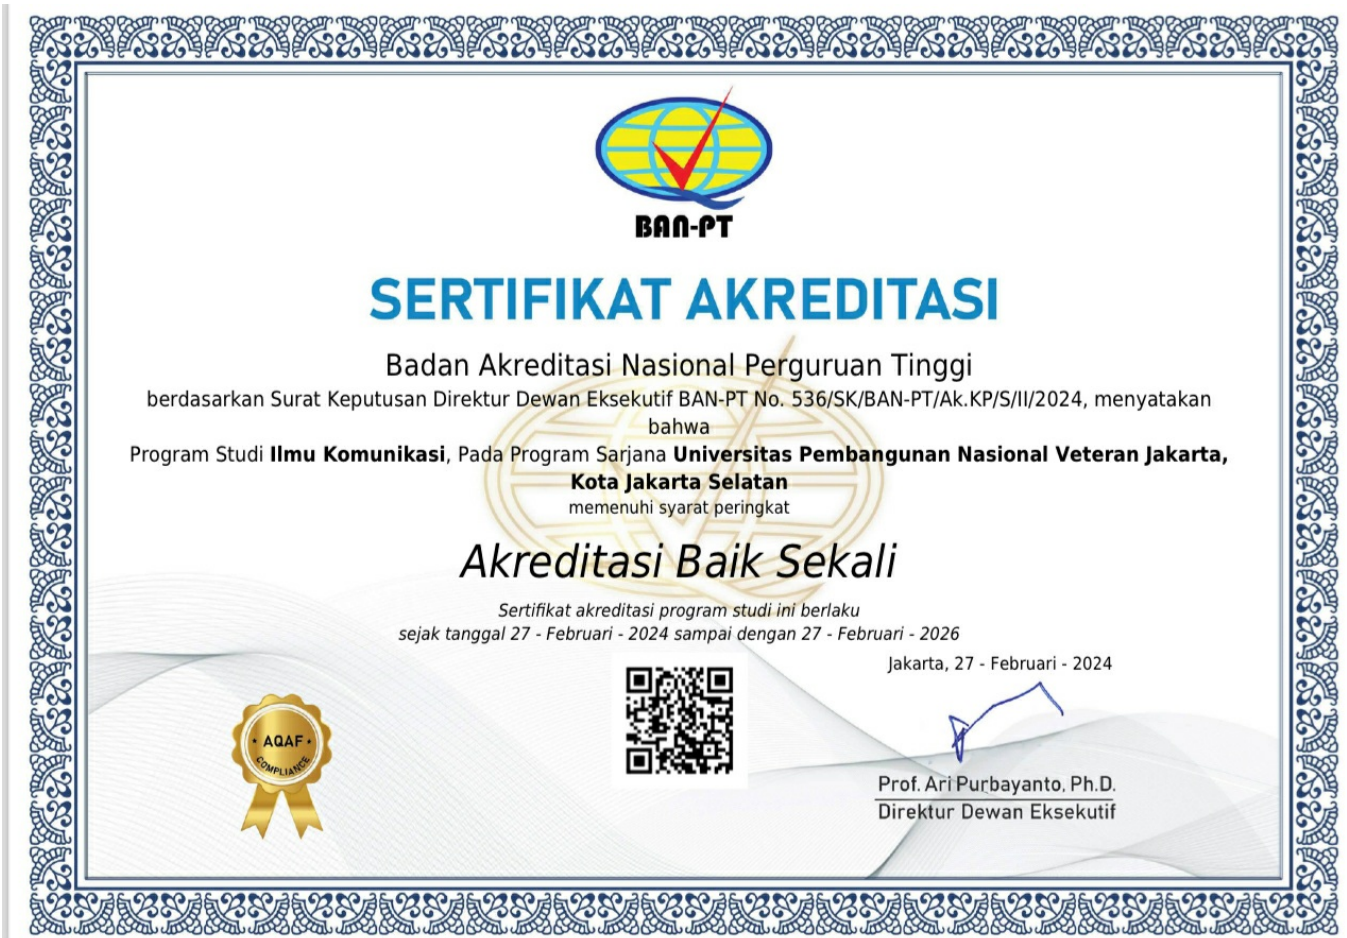 BAN-PT
SERTIFIKAT AKREDITASI
Badan Akreditasi Nasional Perguruan Tinggi
berdasarkan Surat Keputusan Direktur Dewan Eksekutif BAN-PT No. 536/SK/BAN-PT/Ak.KP/S/II/2024, menyatakan
bahwa
Program Studi Ilmu Komunikasi, Pada Program Sarjana Universitas Pembangunan Nasional Veteran Jakarta,
Kota Jakarta Selatan
memenuhi syarat peringkat
Akreditasi Baik Sekali
Sertifikat akreditasi program studi ini berlaku
sejak tanggal 27 - Februari - 2024 sampai dengan 27 - Februari - 2026
Jakarta, 27 - Februari - 2024
AQAF
COMPLIANCE
Prof. Ari Purbayanto, Ph.D.
Direktur Dewan Eksekutif